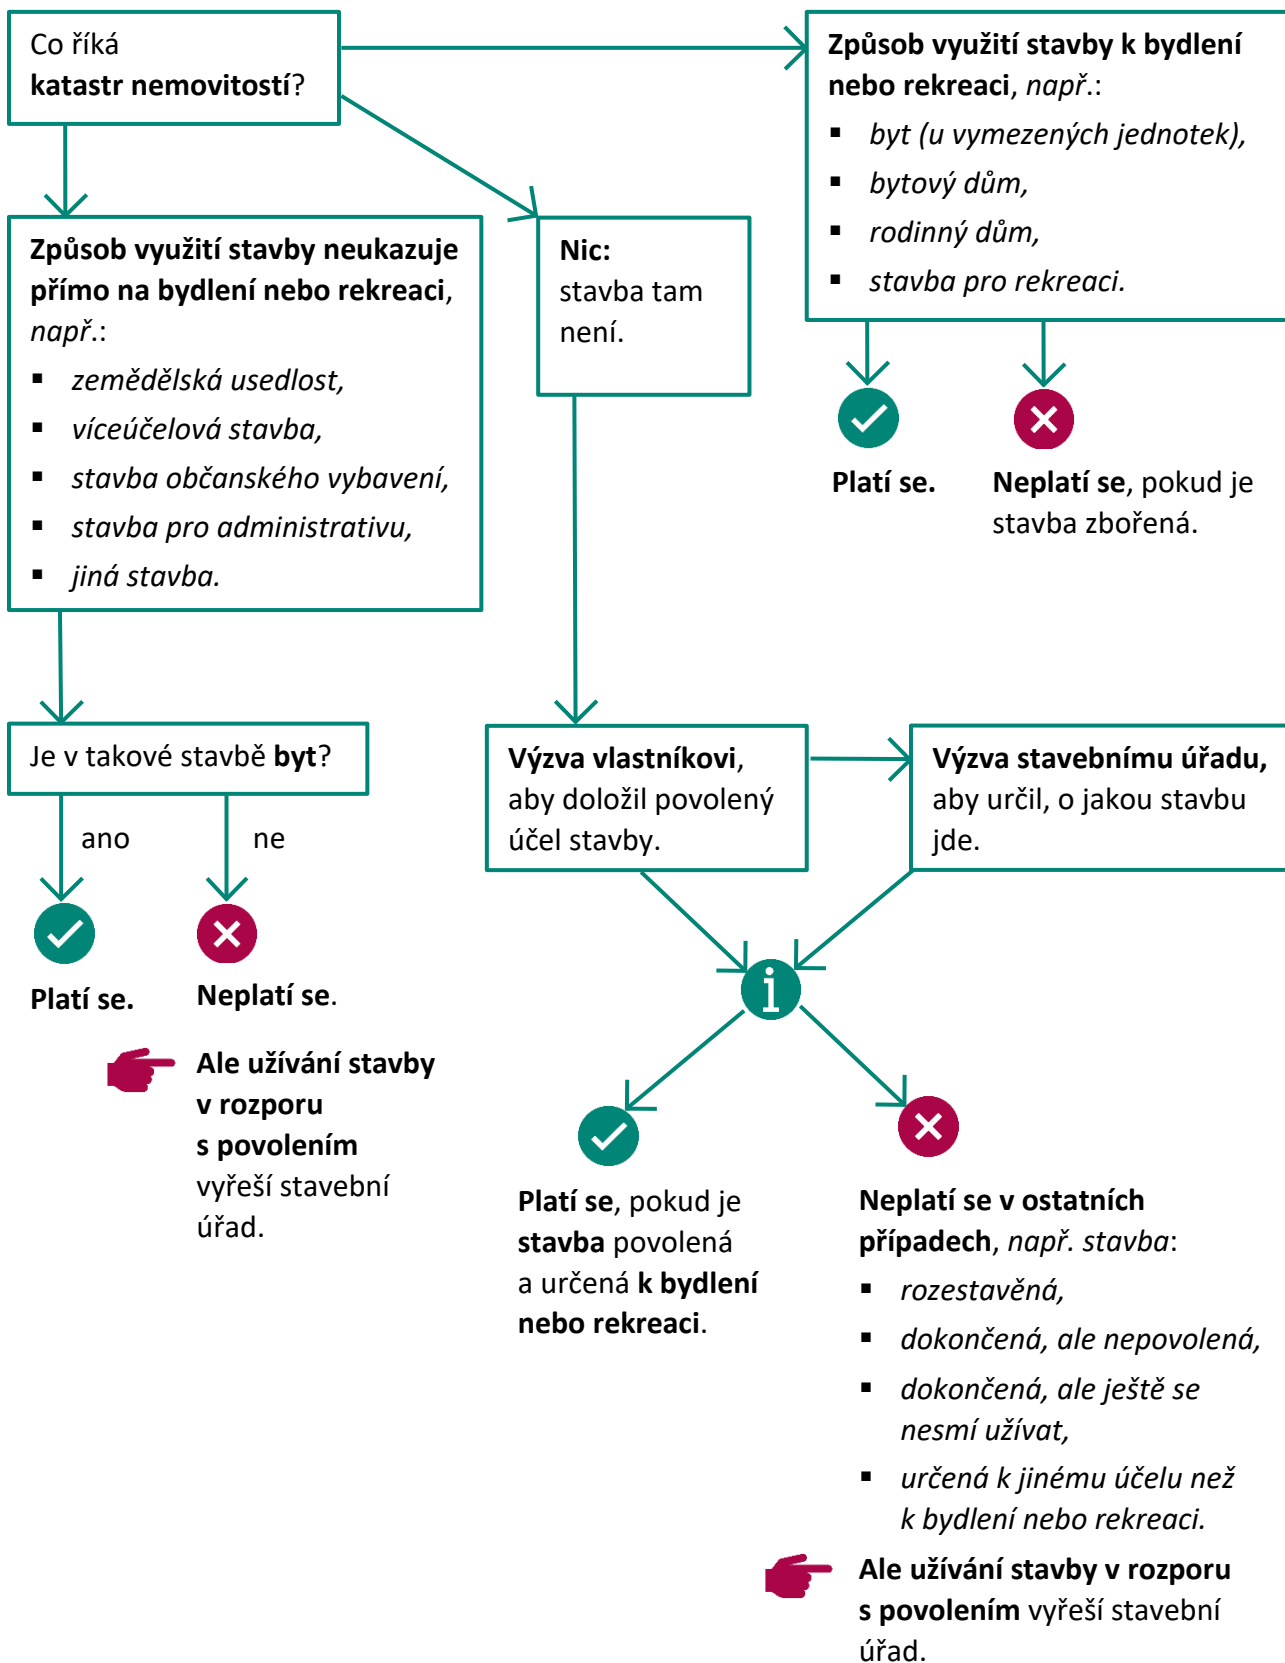 Co říká
katastr nemovitostí?
Způsob využití stavby k bydlení
nebo rekreaci, např.:
▪ byt (u vymezených jednotek),
▪ bytový dům,
▪ rodinný dům,
▪ stavba pro rekreaci.
Způsob využití stavby neukazuje
přímo na bydlení nebo rekreaci,
např.:
▪ zemědělská usedlost,
▪ víceúčelová stavba,
▪ stavba občanského vybavení,
▪ stavba pro administrativu,
▪ jiná stavba.
Nic:
stavba tam
není.
Platí se.
Neplatí se, pokud je
stavba zbořená.
Je v takové stavbě byt?
ano
ne
Platí se.
Neplatí se.
Ale užívání stavby
v rozporu
s povolením
vyřeší stavební
úřad.
Výzva vlastníkovi,
aby doložil povolený
účel stavby.
Výzva stavebnímu úřadu,
aby určil, o jakou stavbu
jde.
Platí se, pokud je
stavba povolená
a určená k bydlení
nebo rekreaci.
Neplatí se v ostatních
případech, např. stavba:
▪ rozestavěná,
▪ dokončená, ale nepovolená,
▪ dokončená, ale ještě se
nesmí užívat,
▪ určená k jinému účelu než
k bydlení nebo rekreaci.
Ale užívání stavby v rozporu
s povolením vyřeší stavební
úřad.